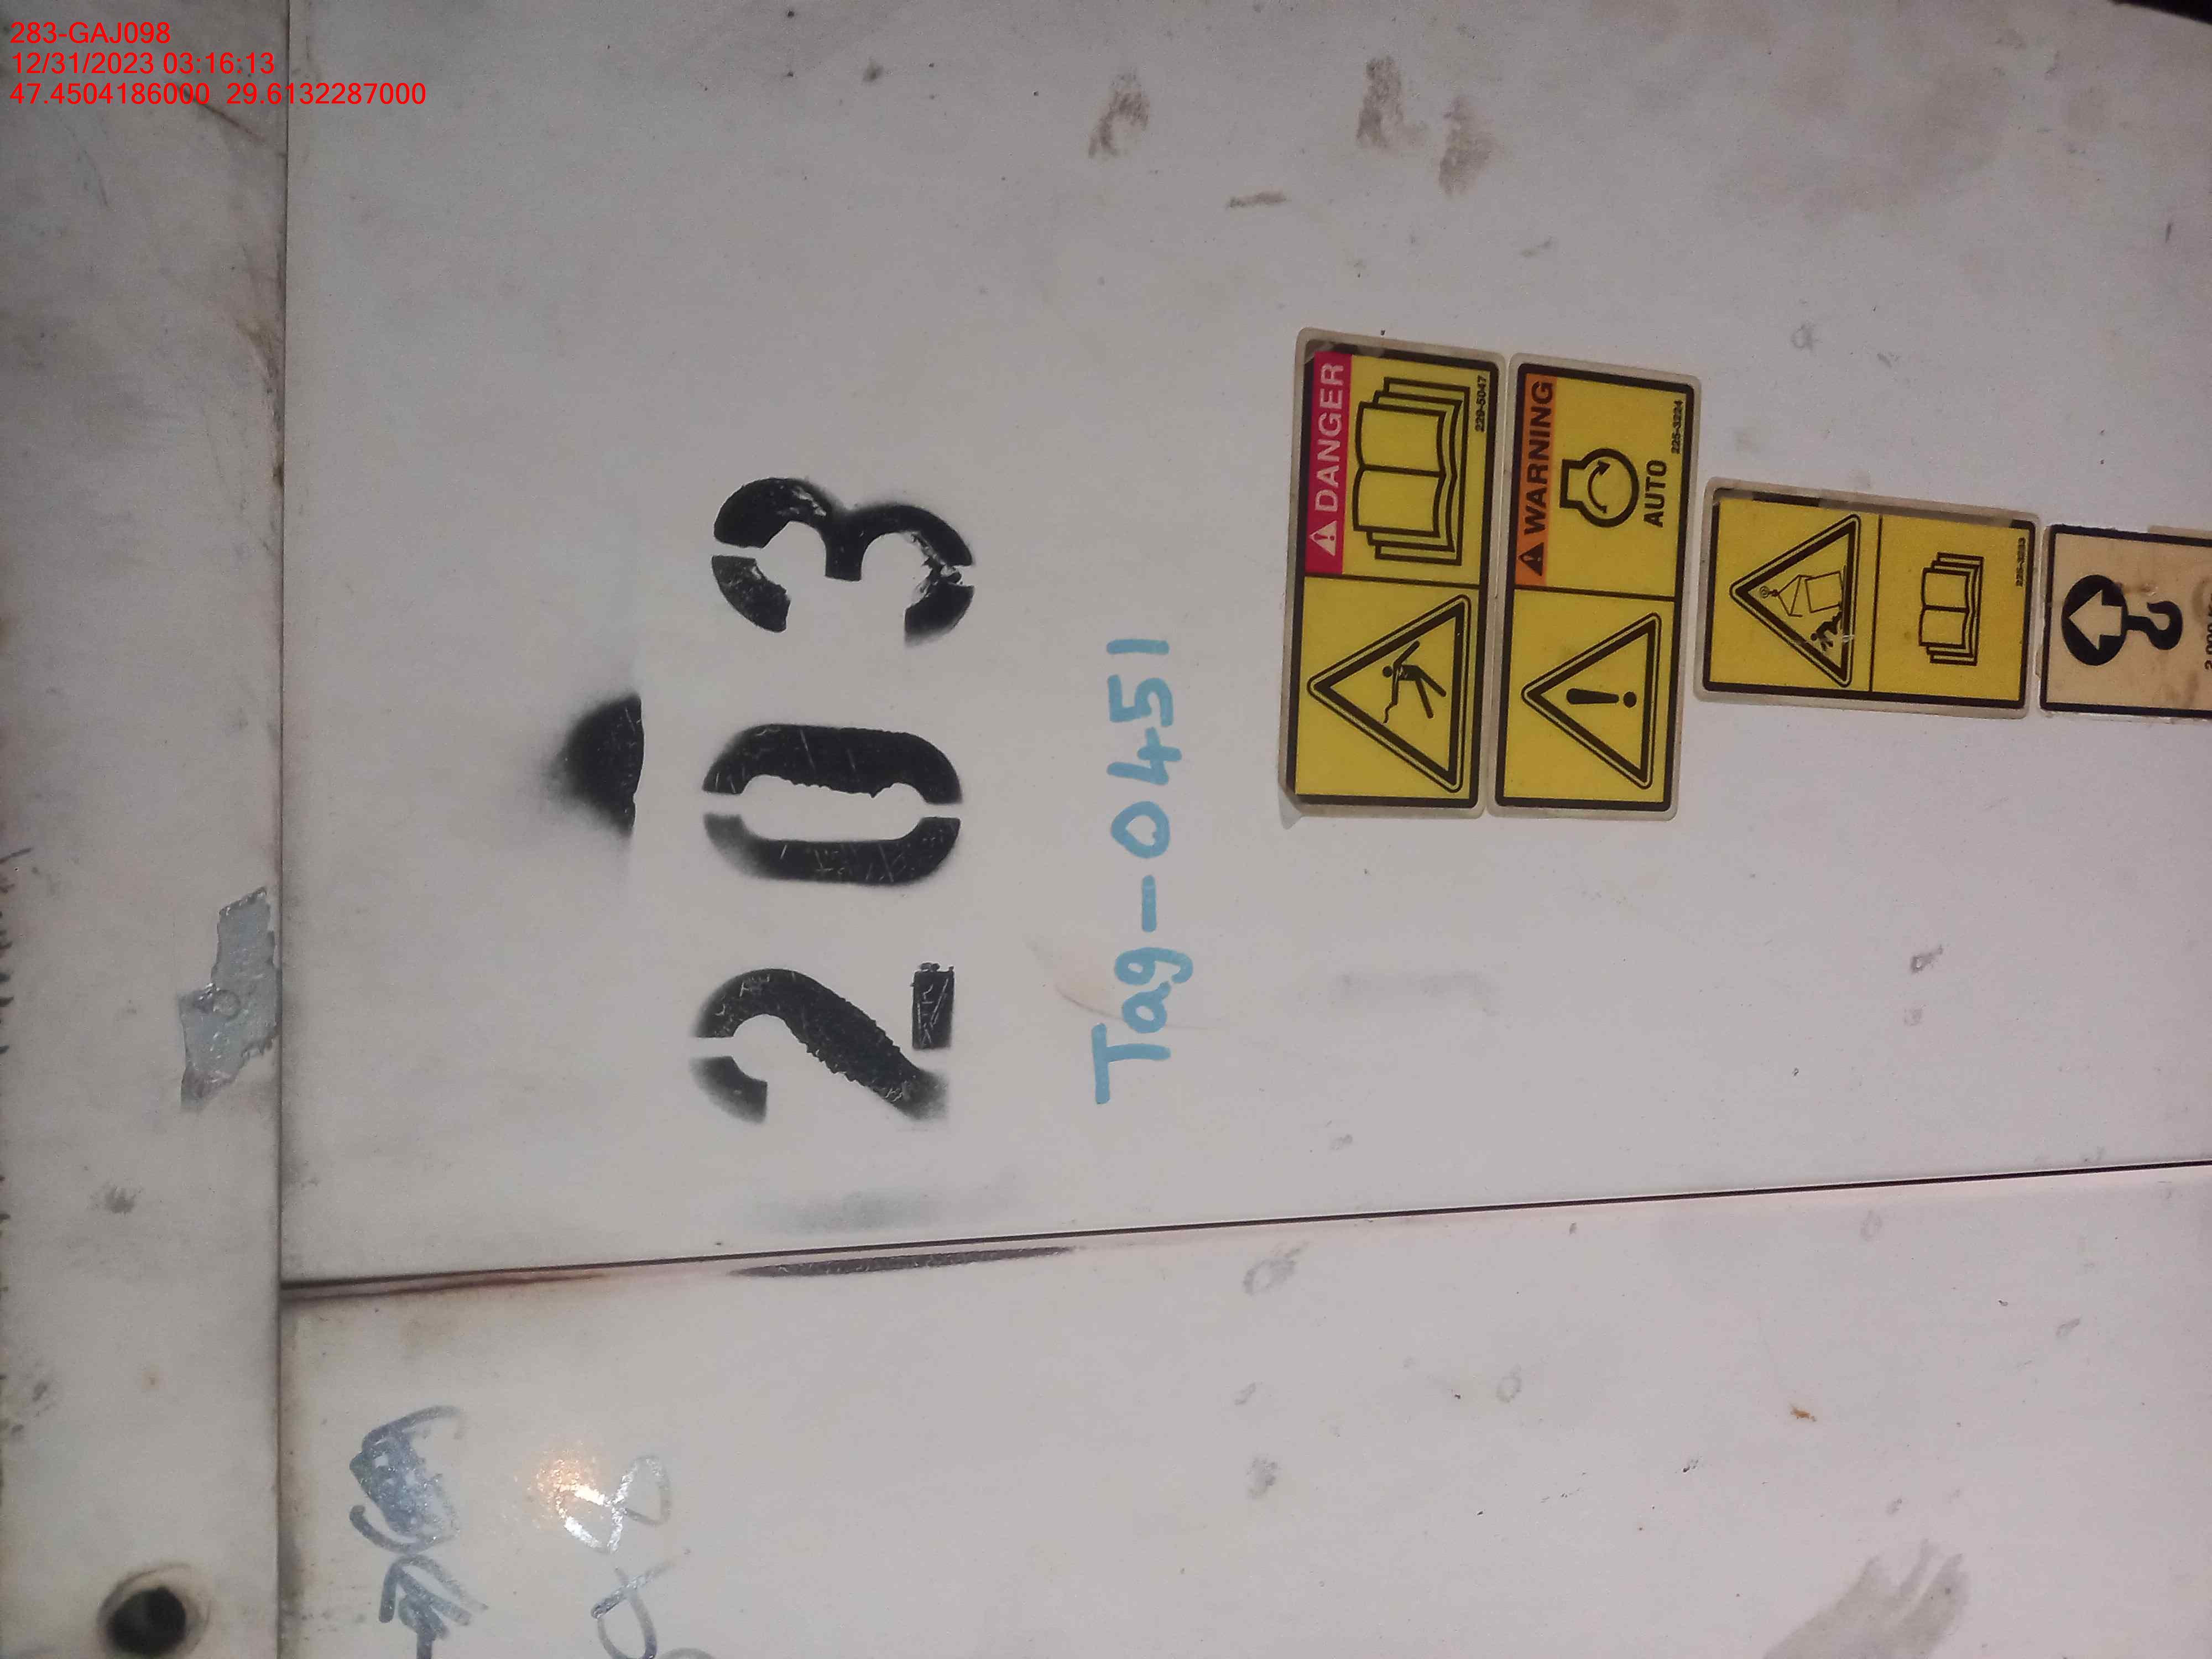 283-GAJ098
12/31/2023 03:16:13
47.4504186000 29.6132287000
203
Tag-0451
DANGER
229-5047
WARNING
AUTO
225-3224